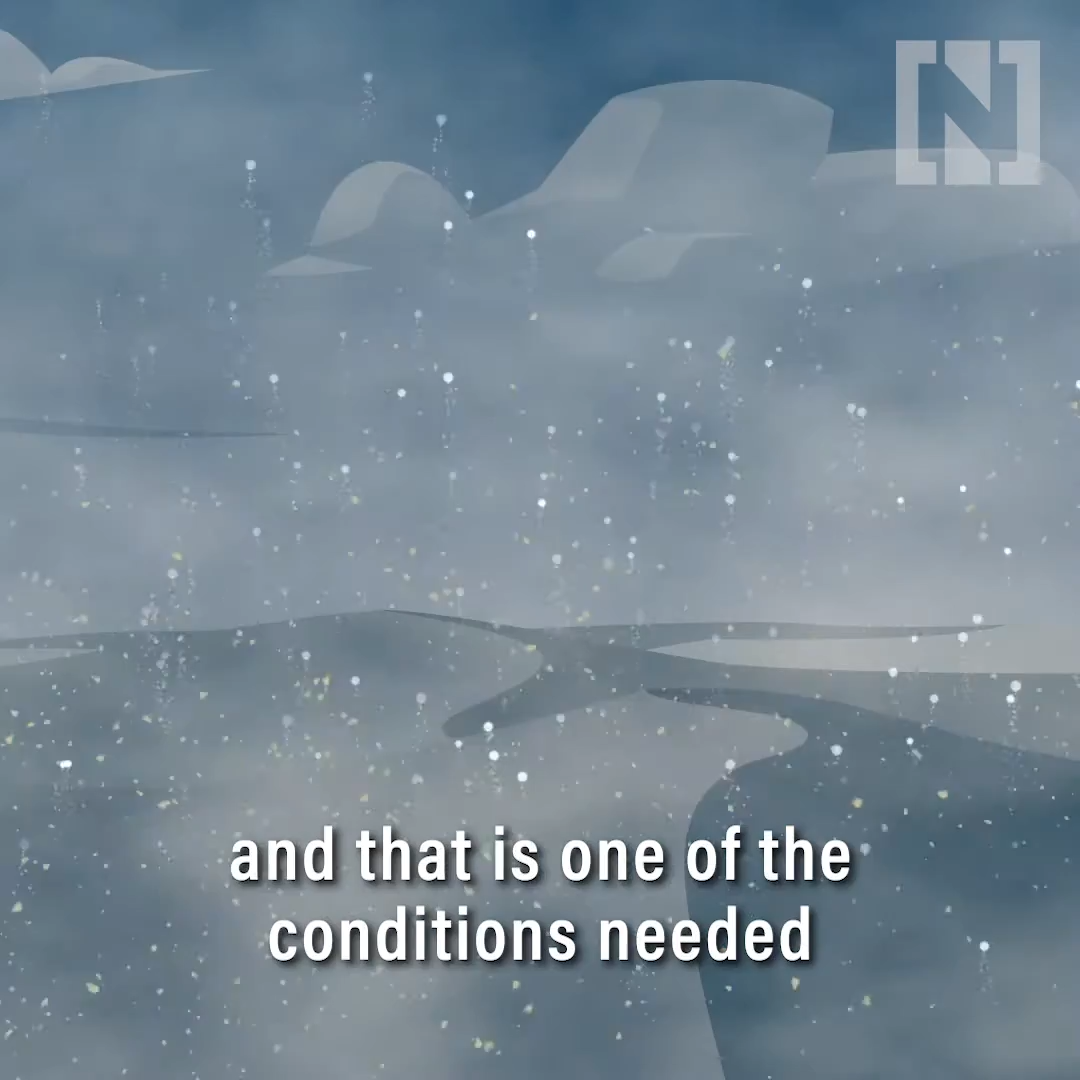 [N]
and that is one of the
conditions needed